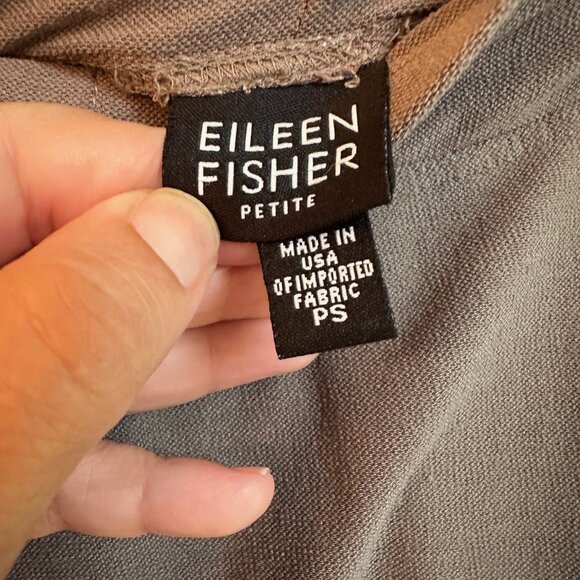 EILEEN
FISHER
PETITE
MADE IN
USA
OF IMPORTED
FABRIC
PS